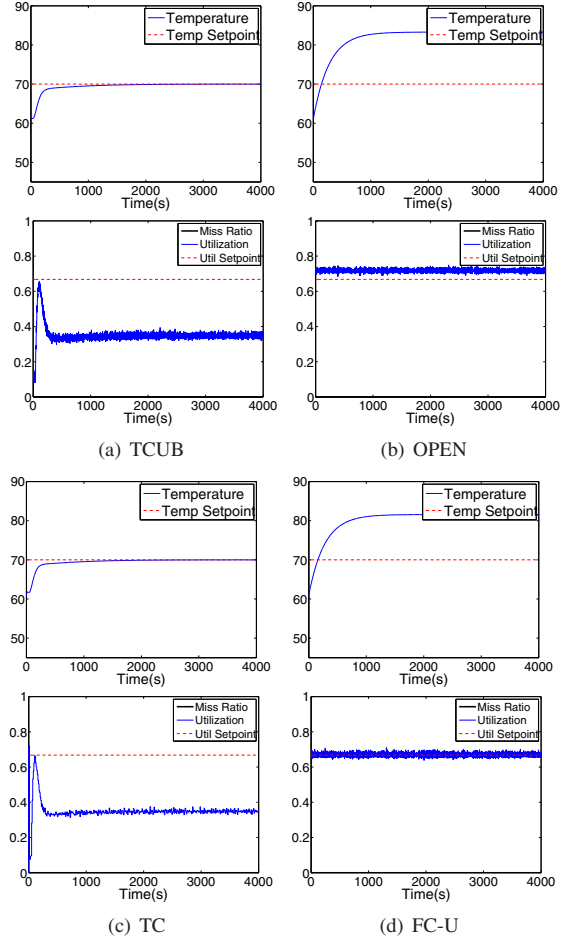 90
80
70
60
50
0 1000 2000 3000 4000
Time(s)
Temperature
Temp Setpoint
90
80
70
60
50
0 1000 2000 3000 4000
Time(s)
Temperature
Temp Setpoint
1
0.8
0.6
0.4
0.2
0
0 1000 2000 3000 4000
Time(s)
Miss Ratio
Utilization
Util Setpoint
1
0.8
0.6
0.4
0.2
0
0 1000 2000 3000 4000
Time(s)
Miss Ratio
Utilization
Util Setpoint
(a) TCUB
(b) OPEN
90
80
70
60
50
0 1000 2000 3000 4000
Time(s)
Temperature
Temp Setpoint
90
80
70
60
50
0 1000 2000 3000 4000
Time(s)
Temperature
Temp Setpoint
1
0.8
0.6
0.4
0.2
0
0 1000 2000 3000 4000
Time(s)
Miss Ratio
Utilization
Util Setpoint
1
0.8
0.6
0.4
0.2
0
0 1000 2000 3000 4000
Time(s)
Miss Ratio
Utilization
Util Setpoint
(c) TC
(d) FC-U